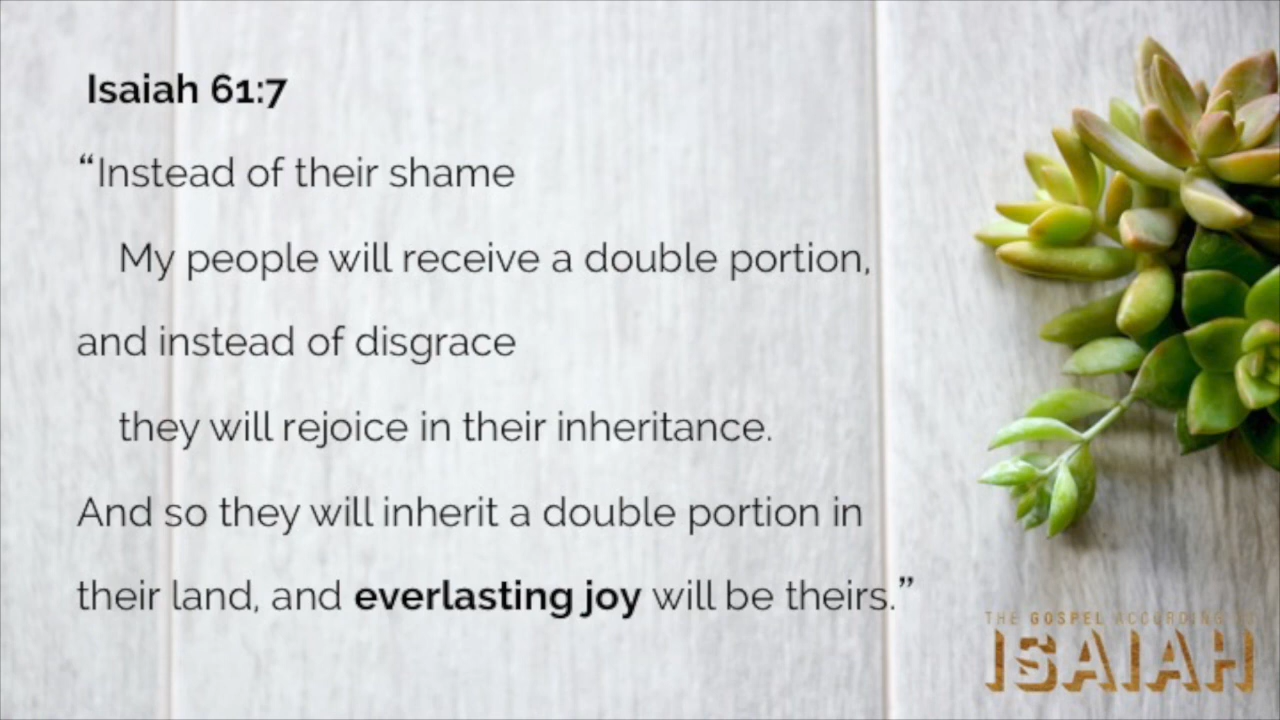 Isaiah 61:7
“Instead of their shame
My people will receive a double portion,
and instead of disgrace
they will rejoice in their inheritance.
And so they will inherit a double portion in
their land, and everlasting joy will be theirs.”
THE GOSPEL ACCORDING TO
ISAIAH